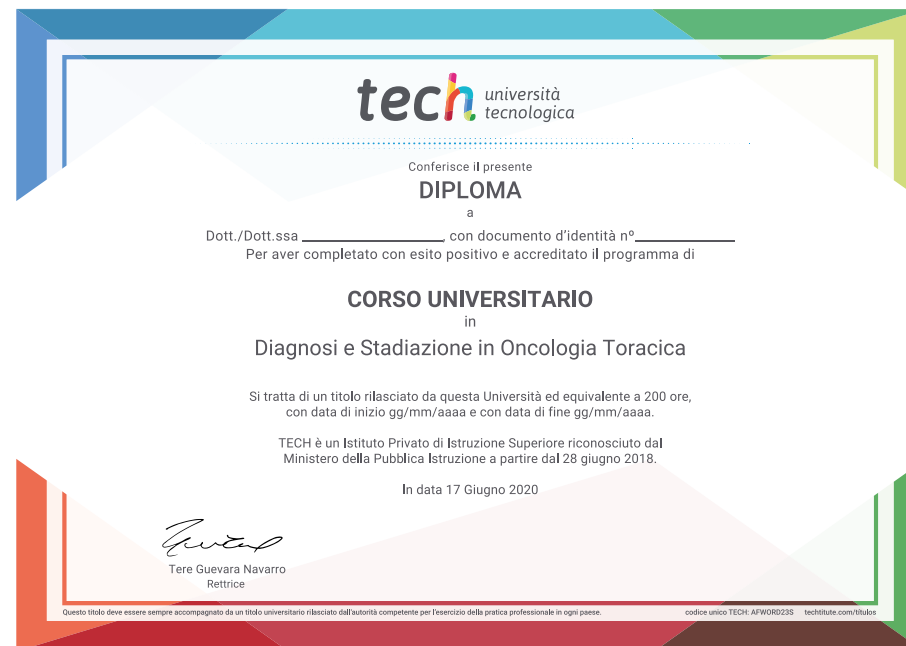 tech università
tecnologica
Conferisce il presente
DIPLOMA
a
Dott./Dott.ssa ____________________, con documento d'identità nº______________
Per aver completato con esito positivo e accreditato il programma di
CORSO UNIVERSITARIO
in
Diagnosi e Stadiazione in Oncologia Toracica
Si tratta di un titolo rilasciato da questa Università ed equivalente a 200 ore,
con data di inizio gg/mm/aaaa e con data di fine gg/mm/aaaa.
TECH è un Istituto Privato di Istruzione Superiore riconosciuto dal
Ministero della Pubblica Istruzione a partire dal 28 giugno 2018.
In data 17 Giugno 2020
Tere Guevara Navarro
Rettrice
Questo titolo deve essere sempre accompagnato da un titolo universitario rilasciato dall'autorità competente per l'esercizio della pratica professionale in ogni paese. codice unico TECH: AFWORD23S techtitute.com/títulos